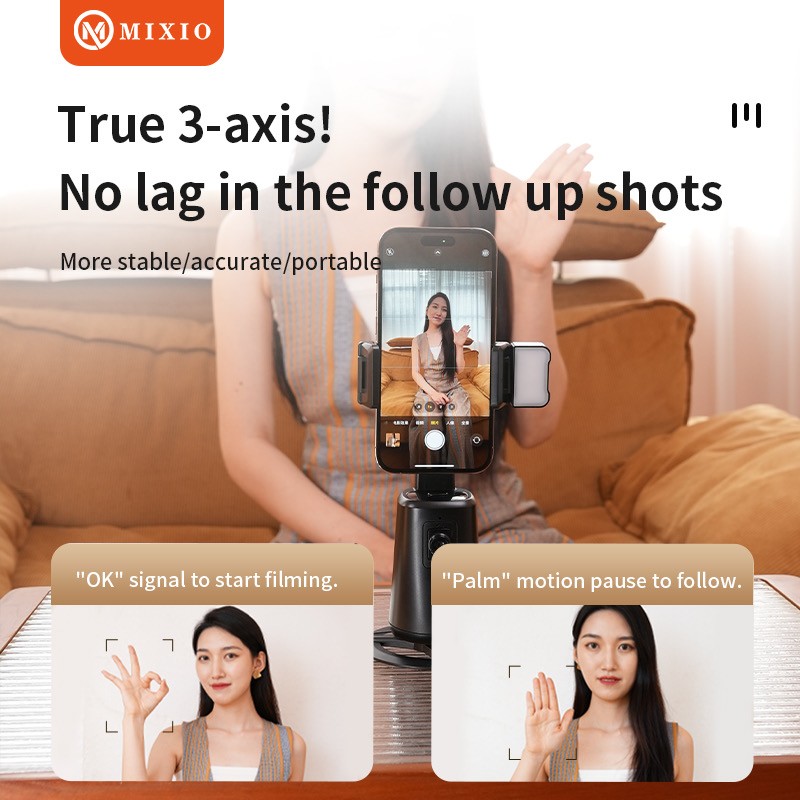 MIXIO
True 3-axis!
No lag in the follow up shots
More stable/accurate/portable
"OK" signal to start filming.
"Palm" motion pause to follow.